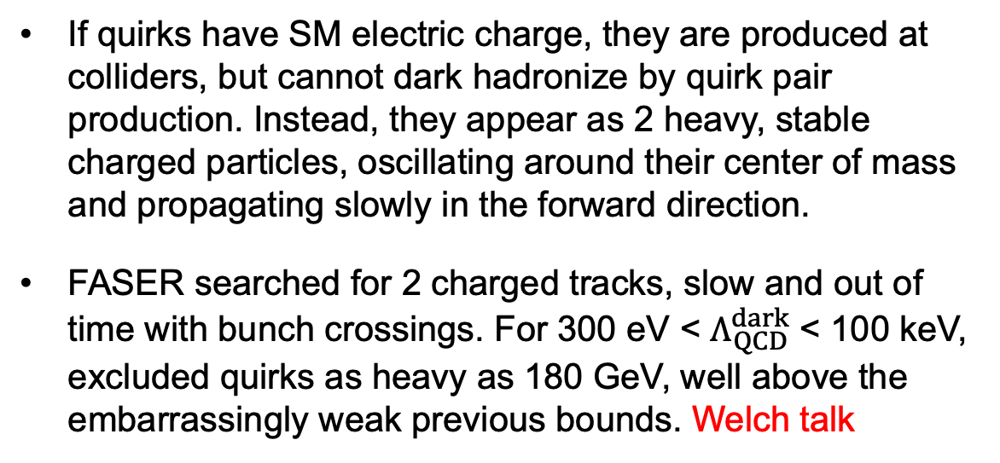 • If quirks have SM electric charge, they are produced at
colliders, but cannot dark hadronize by quirk pair
production. Instead, they appear as 2 heavy, stable
charged particles, oscillating around their center of mass
and propagating slowly in the forward direction.
• FASER searched for 2 charged tracks, slow and out of
time with bunch crossings. For 300 eV < Λ_QCD^dark < 100 keV,
excluded quirks as heavy as 180 GeV, well above the
embarrassingly weak previous bounds. Welch talk